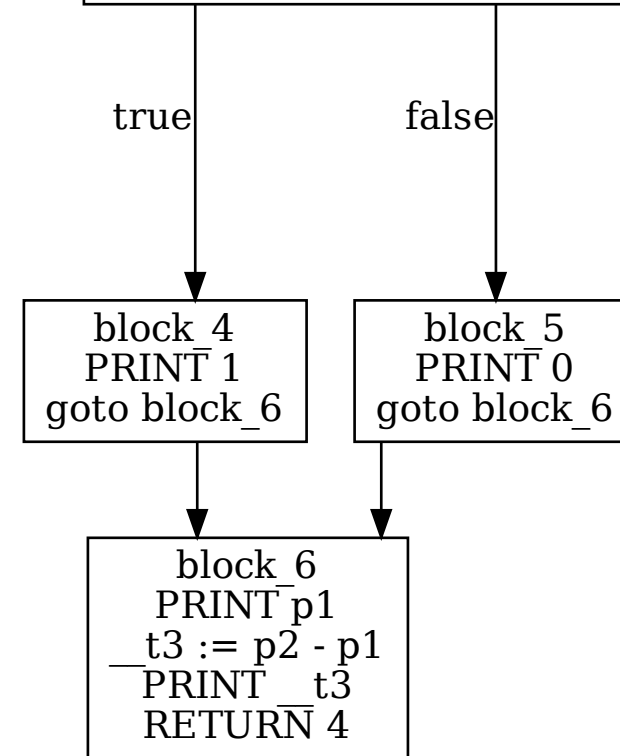 true
false
block_4
PRINT 1
goto block_6
block_5
PRINT 0
goto block_6
block_6
PRINT p1
__t3 := p2 - p1
PRINT __t3
RETURN 4